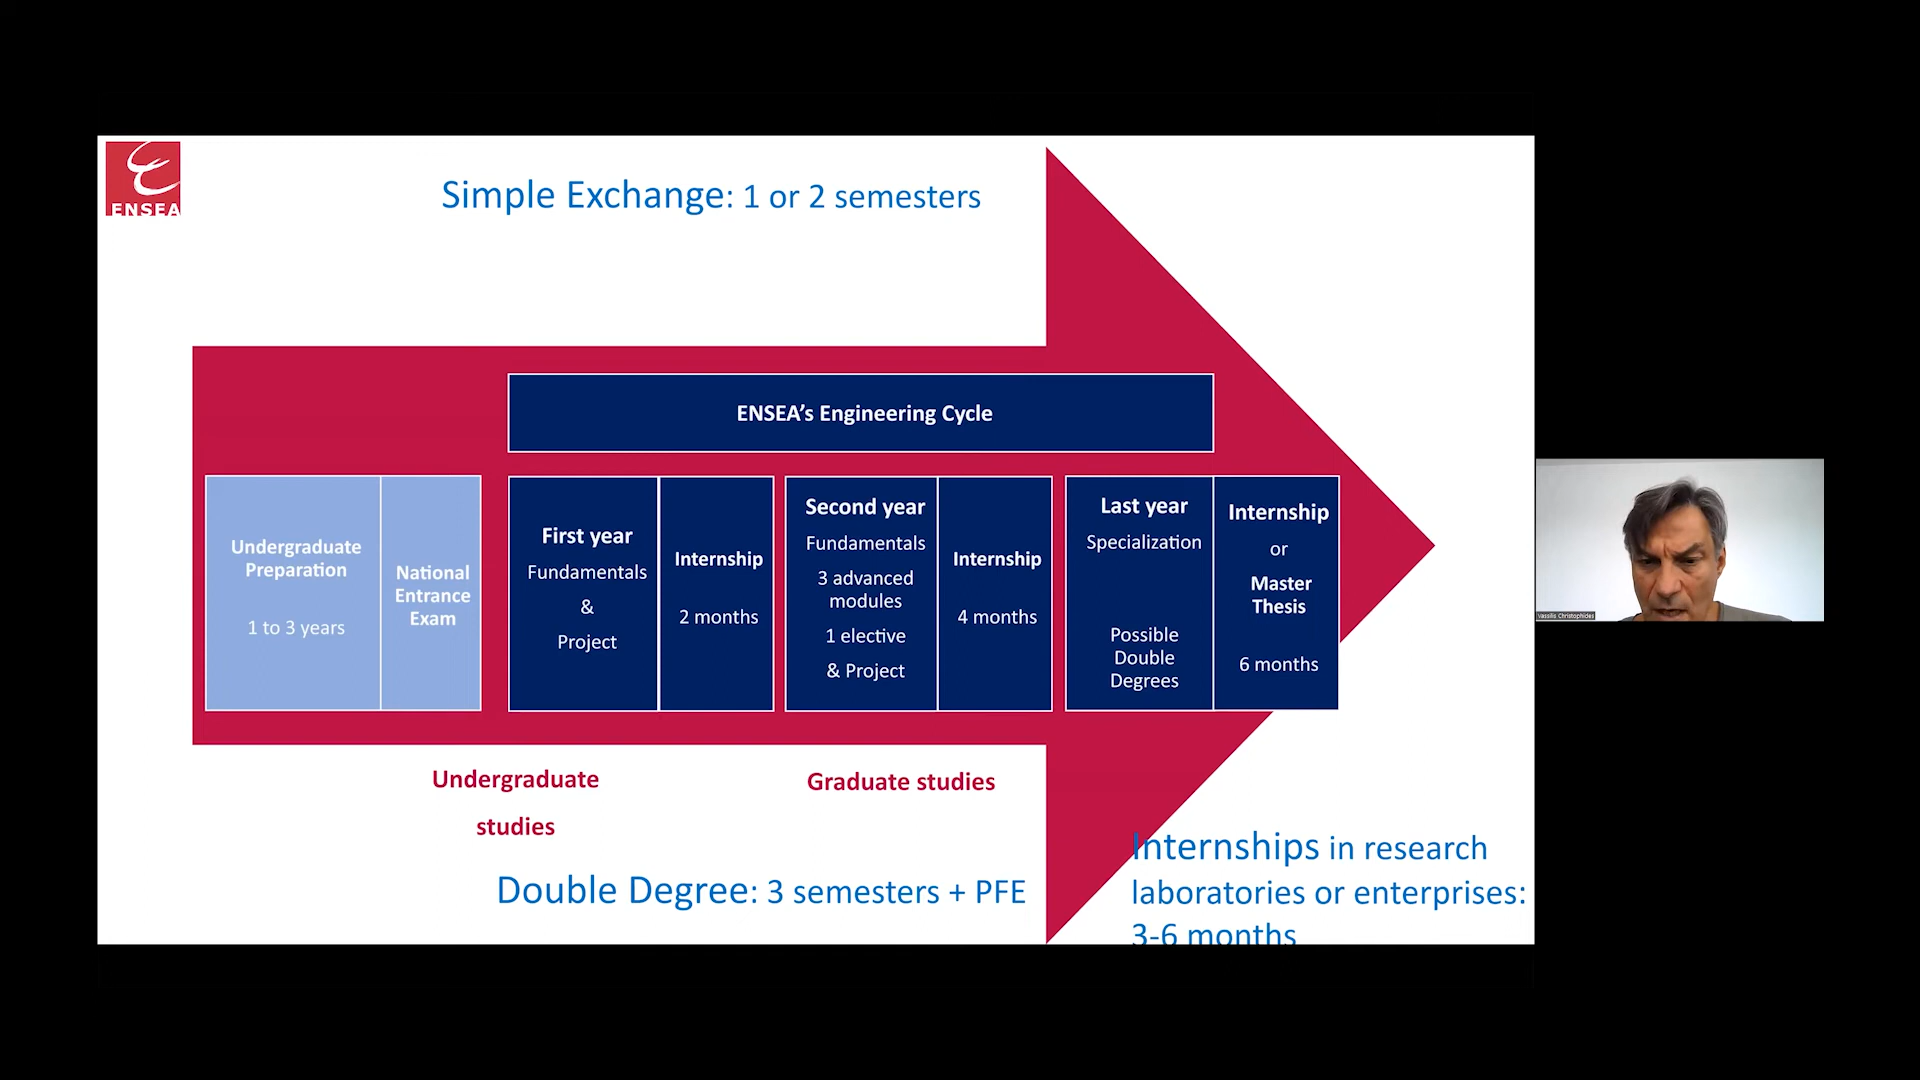 ENSEA
Simple Exchange: 1 or 2 semesters
ENSEA’s Engineering Cycle
Undergraduate
Preparation
1 to 3 years
National
Entrance
Exam
First year
Fundamentals
&
Project
Internship
2 months
Second year
Fundamentals
3 advanced
modules
1 elective
& Project
Internship
4 months
Last year
Specialization
Possible
Double
Degrees
Internship
or
Master
Thesis
6 months
Undergraduate
studies
Graduate studies
Double Degree: 3 semesters + PFE
Internships in research
laboratories or enterprises:
3-6 months
Vassilis Christophides